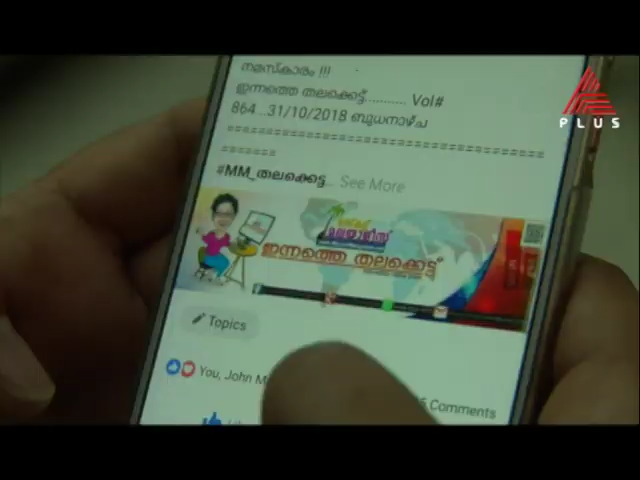 നമസ്കാരം !!!
ഇന്നത്തെ തലക്കെട്ട്........... Vol#
864 ..31/10/2018 ബുധനാഴ്ച
==============================
=======
#MM_തലക്കെട്ട... See More
മലയാളീസ്
ഇന്നത്തെ തലക്കെട്ട്
Topics
You, John M
Comments
PLUS